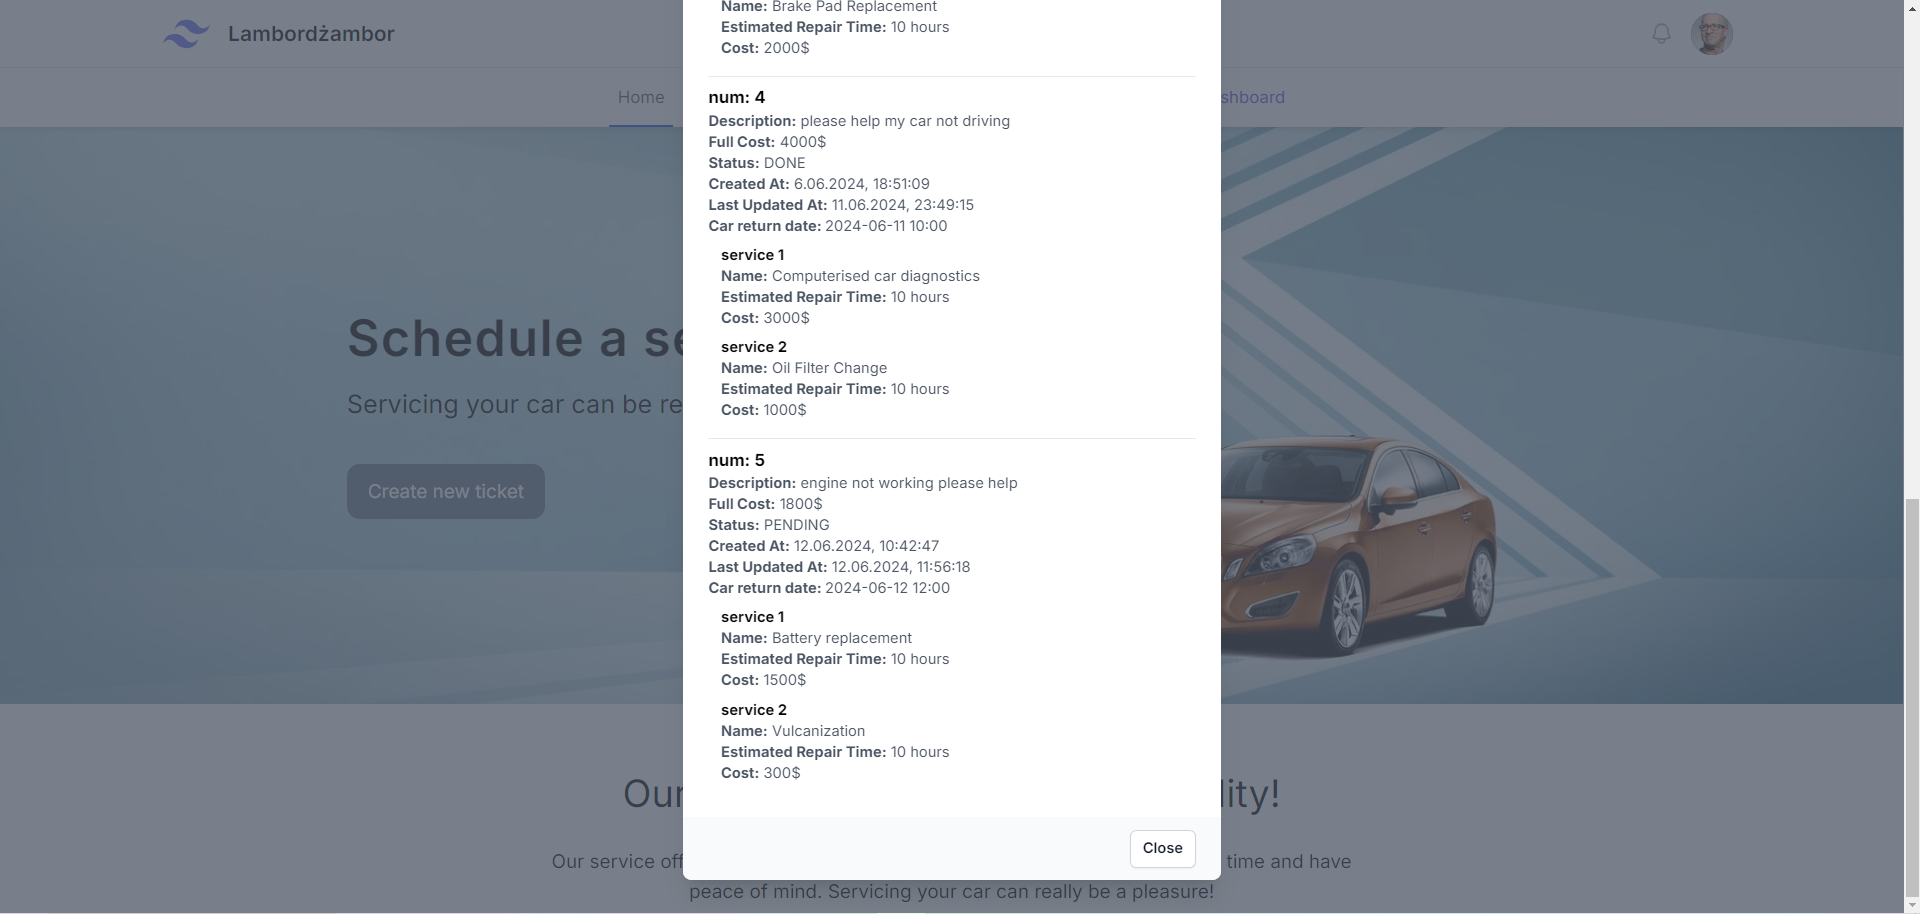 Lambordżambor
Home
shboard
Name: Brake Pad Replacement
Estimated Repair Time: 10 hours
Cost: 2000$
num: 4
Description: please help my car not driving
Full Cost: 4000$
Status: DONE
Created At: 6.06.2024, 18:51:09
Last Updated At: 11.06.2024, 23:49:15
Car return date: 2024-06-11 10:00
service 1
Name: Computerised car diagnostics
Estimated Repair Time: 10 hours
Cost: 3000$
service 2
Name: Oil Filter Change
Estimated Repair Time: 10 hours
Cost: 1000$
num: 5
Description: engine not working please help
Full Cost: 1800$
Status: PENDING
Created At: 12.06.2024, 10:42:47
Last Updated At: 12.06.2024, 11:56:18
Car return date: 2024-06-12 12:00
service 1
Name: Battery replacement
Estimated Repair Time: 10 hours
Cost: 1500$
service 2
Name: Vulcanization
Estimated Repair Time: 10 hours
Cost: 300$
Close
Schedule a se
Servicing your car can be re
Create new ticket
Our lity!
Our service off time and have
peace of mind. Servicing your car can really be a pleasure!